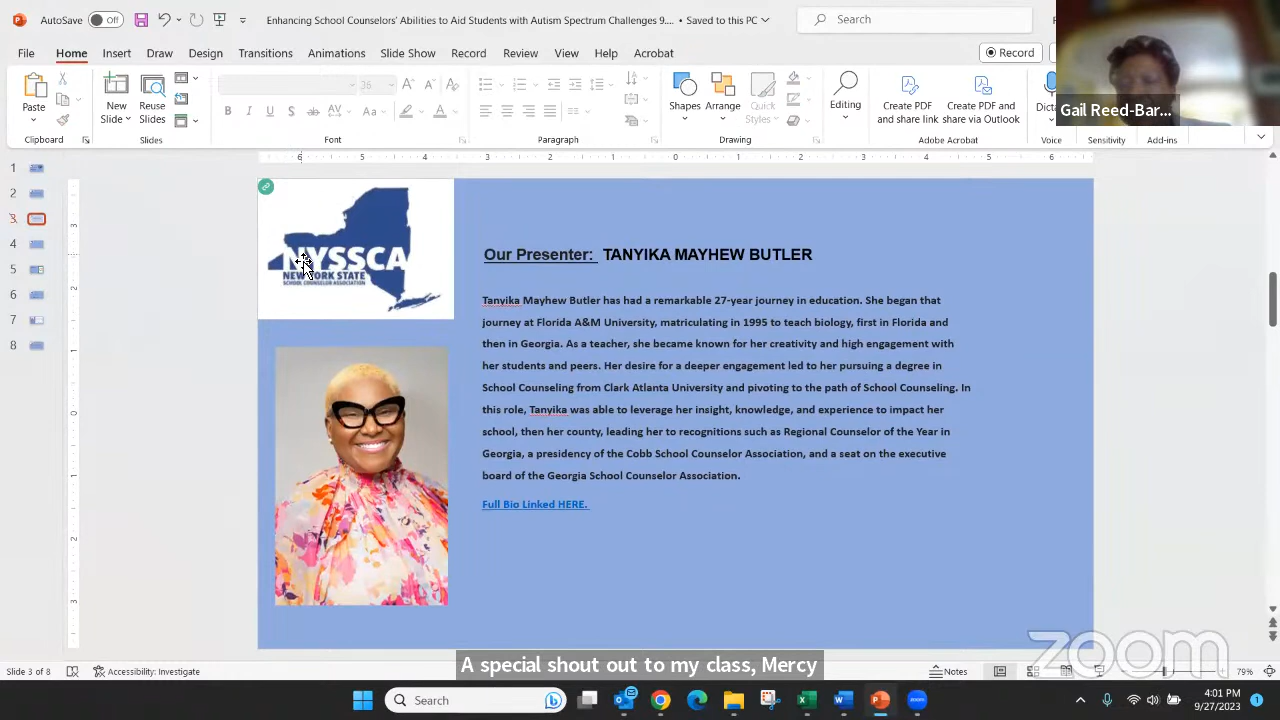 AutoSave Off
Enhancing School Counselors' Abilities to Aid Students with Autism Spectrum Challenges 9.... • Saved to this PC
Search
File Home Insert Draw Design Transitions Animations Slide Show Record Review View Help Acrobat
Record
Paste
New Slide
Reuse Slides
36
Shapes
Arrange
Quick Styles
Editing
Create PDF and share link
Create PDF and share via Outlook
Gail Reed-Bar...
Clipboard Slides Font Paragraph Adobe Acrobat Voice Sensitivity Add-ins
1
2
3
4
5
6
7
8
NYSSCA
NEW YORK STATE
SCHOOL COUNSELOR ASSOCIATION
Our Presenter: TANYIKA MAYHEW BUTLER
Tanyika Mayhew Butler has had a remarkable 27-year journey in education. She began that
journey at Florida A&M University, matriculating in 1995 to teach biology, first in Florida and
then in Georgia. As a teacher, she became known for her creativity and high engagement with
her students and peers. Her desire for a deeper engagement led to her pursuing a degree in
School Counseling from Clark Atlanta University and pivoting to the path of School Counseling. In
this role, Tanyika was able to leverage her insight, knowledge, and experience to impact her
school, then her county, leading her to recognitions such as Regional Counselor of the Year in
Georgia, a presidency of the Cobb School Counselor Association, and a seat on the executive
board of the Georgia School Counselor Association.
Full Bio Linked HERE.
zoom
A special shout out to my class, Mercy
Slide 3 of 8 Accessibility: Investigate Notes 79%
Search
4:01 PM
9/27/2023